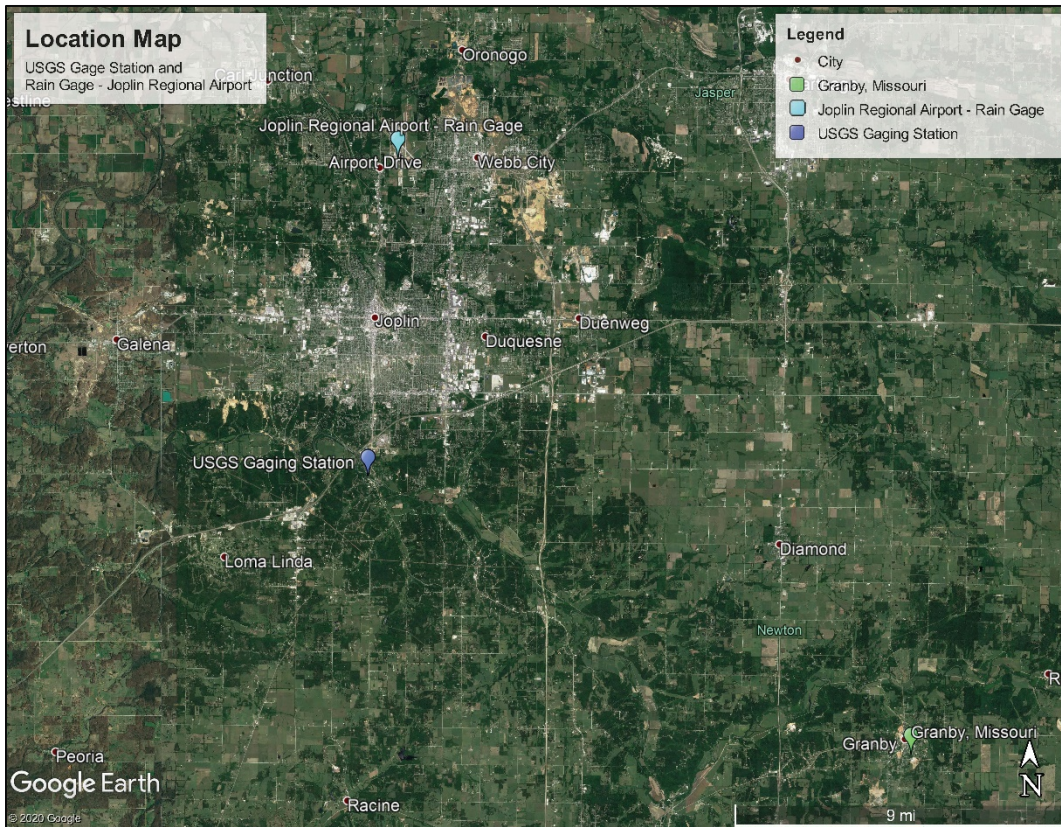 Location Map
USGS Gage Station and
Rain Gage - Joplin Regional Airport
Legend
City
Granby, Missouri
Joplin Regional Airport - Rain Gage
USGS Gaging Station
Oronogo
Carl Junction
Jasper
Joplin Regional Airport - Rain Gage
Airport Drive
Webb City
Joplin
Duenweg
Duquesne
Galena
USGS Gaging Station
Loma Linda
Diamond
Newton
Granby
Granby, Missouri
Peoria
Racine
N
9 mi
Google Earth
© 2020 Google